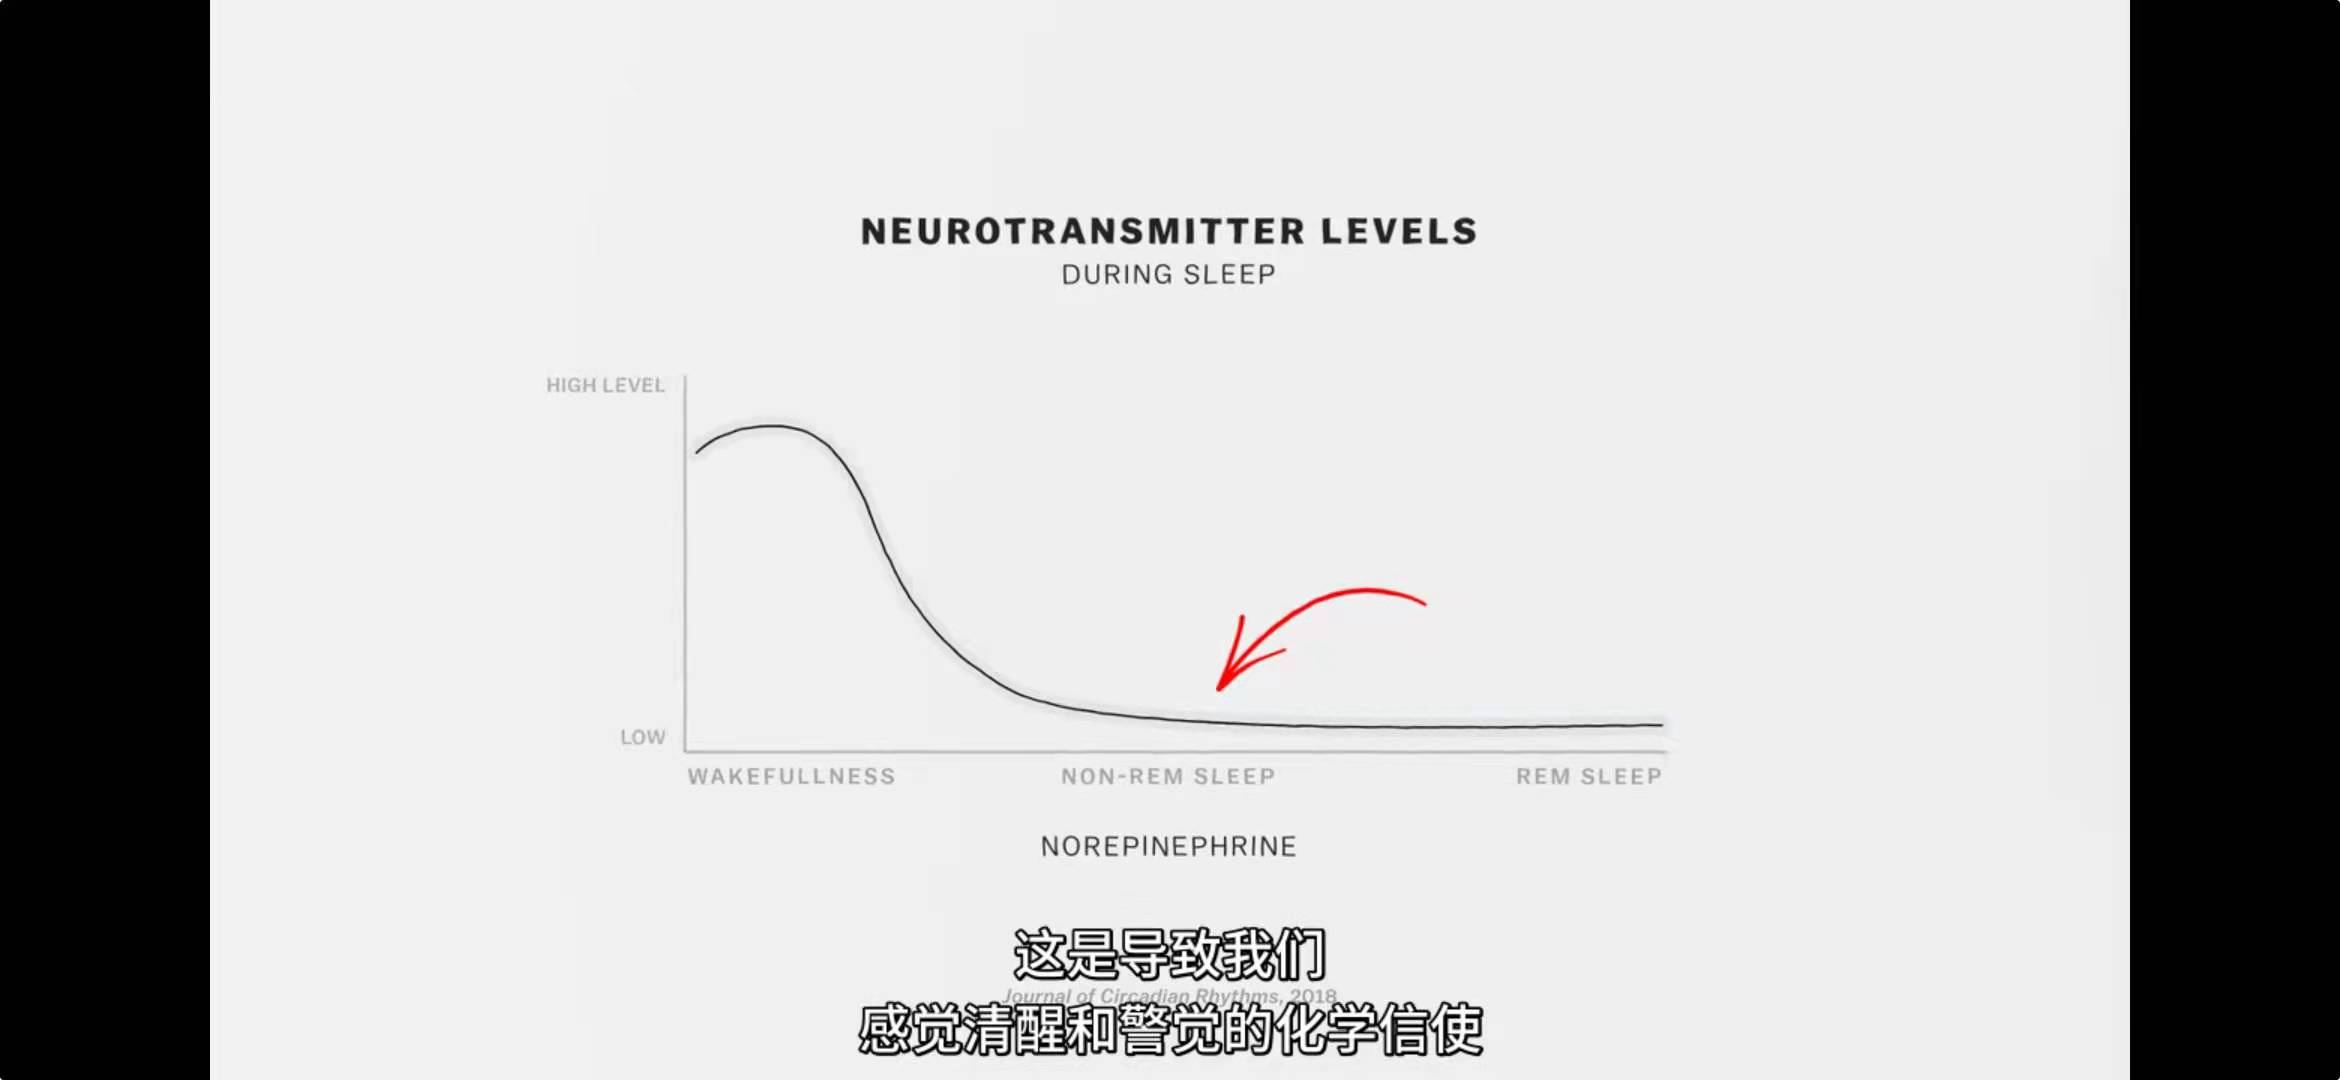 NEUROTRANSMITTER LEVELS
DURING SLEEP
HIGH LEVEL
LOW
WAKEFULLNESS
NON-REM SLEEP
REM SLEEP
NOREPINEPHRINE
这是导致我们
Journal of Circadian Rhythms, 2018
感觉清醒和警觉的化学信使